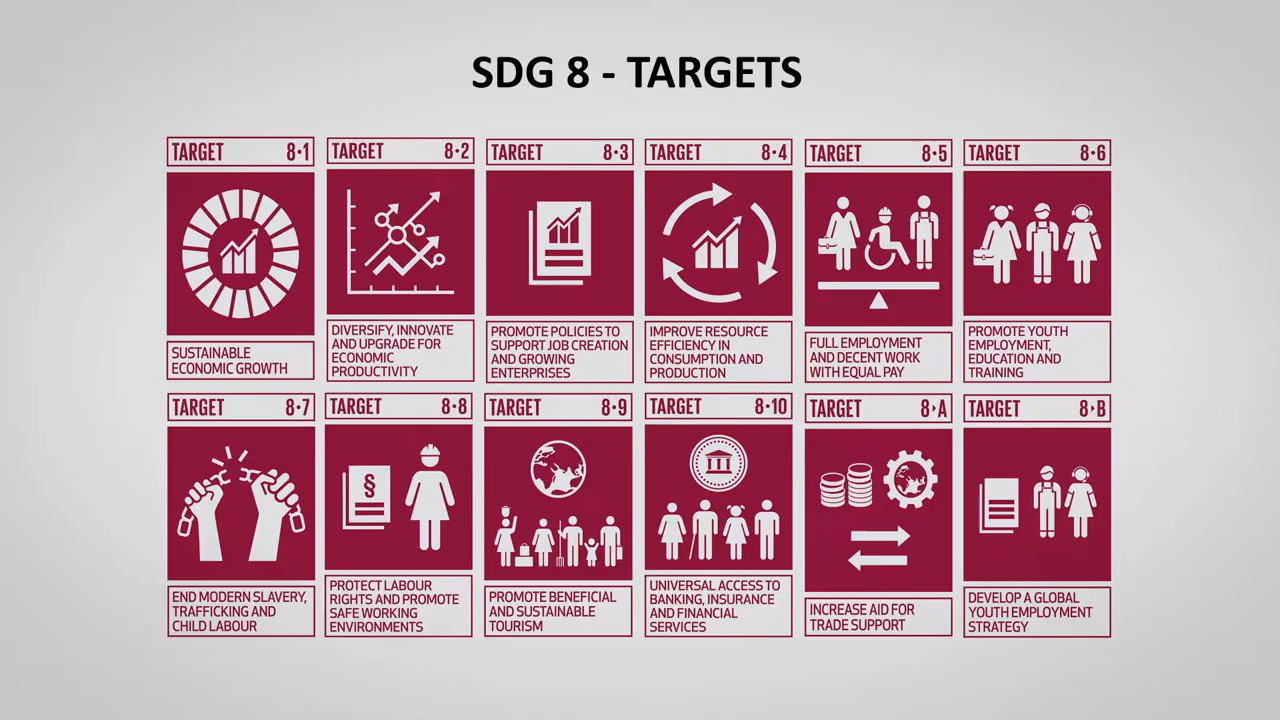 SDG 8 - TARGETS
TARGET 8·1
SUSTAINABLE
ECONOMIC GROWTH
TARGET 8·2
DIVERSIFY, INNOVATE
AND UPGRADE FOR
ECONOMIC
PRODUCTIVITY
TARGET 8·3
PROMOTE POLICIES TO
SUPPORT JOB CREATION
AND GROWING
ENTERPRISES
TARGET 8·4
IMPROVE RESOURCE
EFFICIENCY IN
CONSUMPTION AND
PRODUCTION
TARGET 8·5
FULL EMPLOYMENT
AND DECENT WORK
WITH EQUAL PAY
TARGET 8·6
PROMOTE YOUTH
EMPLOYMENT,
EDUCATION AND
TRAINING
TARGET 8·7
END MODERN SLAVERY,
TRAFFICKING AND
CHILD LABOUR
TARGET 8·8
§
PROTECT LABOUR
RIGHTS AND PROMOTE
SAFE WORKING
ENVIRONMENTS
TARGET 8·9
PROMOTE BENEFICIAL
AND SUSTAINABLE
TOURISM
TARGET 8·10
UNIVERSAL ACCESS TO
BANKING, INSURANCE
AND FINANCIAL
SERVICES
TARGET 8·A
INCREASE AID FOR
TRADE SUPPORT
TARGET 8·B
DEVELOP A GLOBAL
YOUTH EMPLOYMENT
STRATEGY